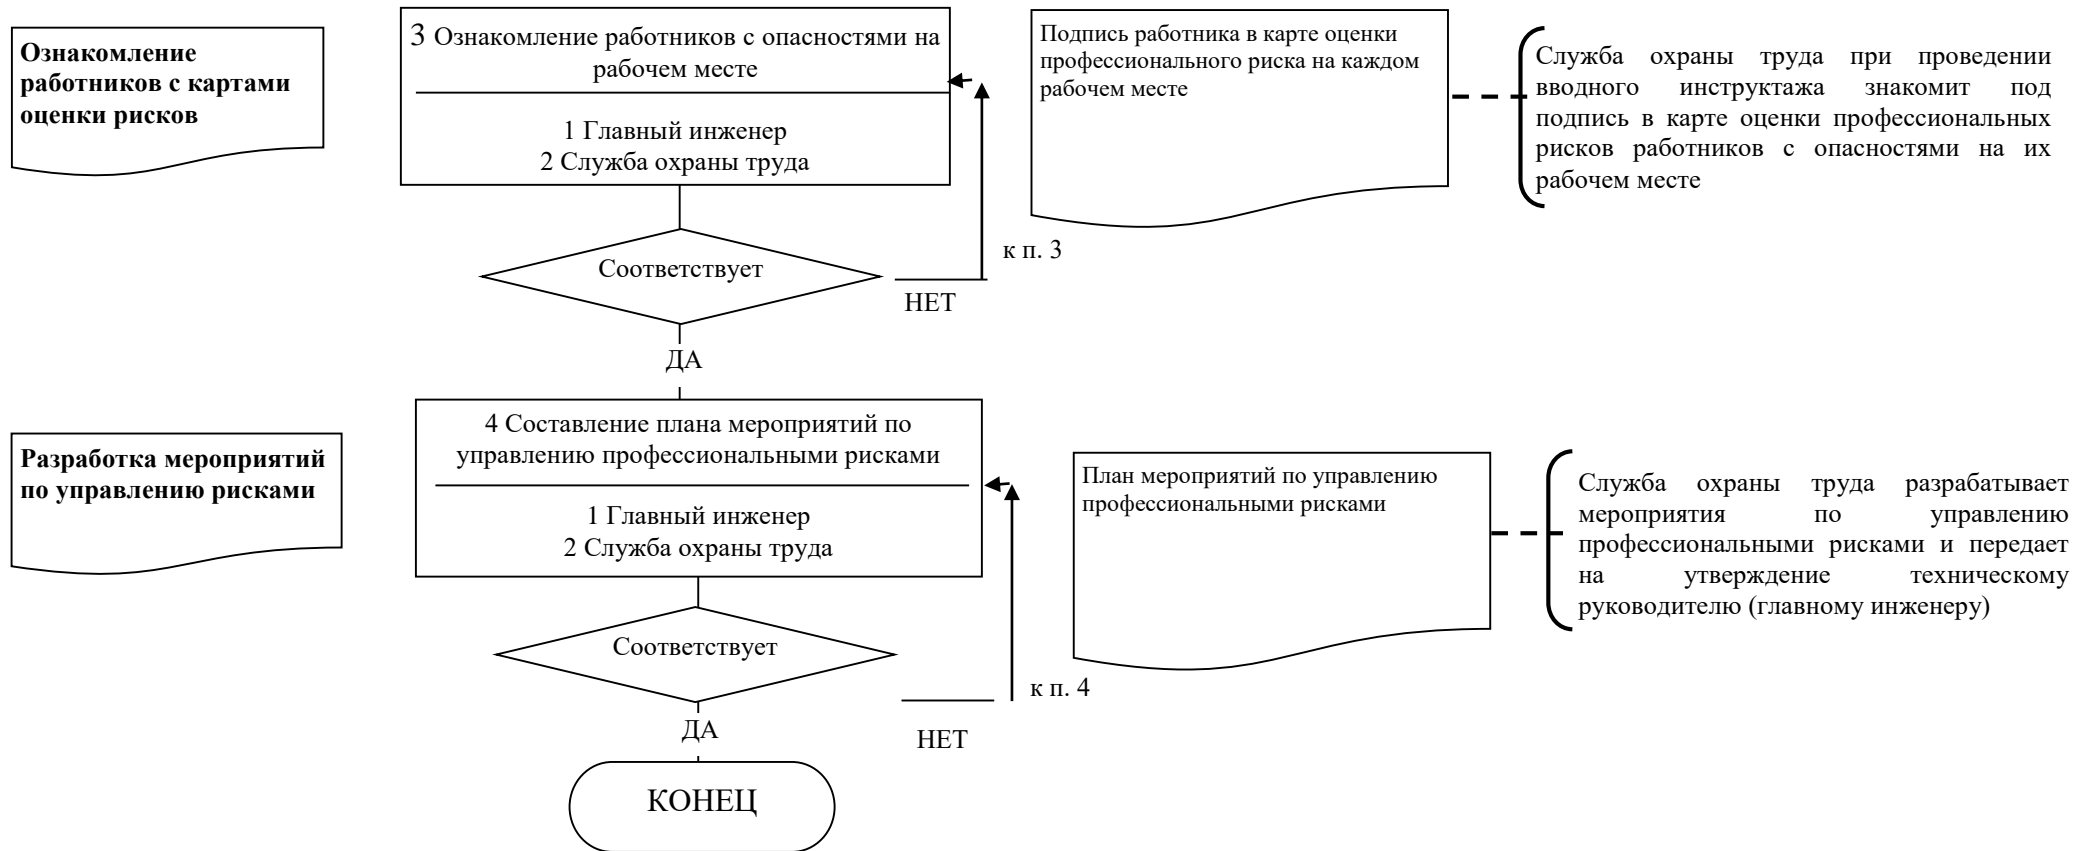 Ознакомление
работников с картами
оценки рисков
3 Ознакомление работников с опасностями на
рабочем месте
1 Главный инженер
2 Служба охраны труда
Подпись работника в карте оценки
профессионального риска на каждом
рабочем месте
Служба охраны труда при проведении
вводного инструктажа знакомит под
подпись в карте оценки профессиональных
рисков работников с опасностями на их
рабочем месте
Соответствует
к п. 3
НЕТ
ДА
Разработка мероприятий
по управлению рисками
4 Составление плана мероприятий по
управлению профессиональными рисками
1 Главный инженер
2 Служба охраны труда
План мероприятий по управлению
профессиональными рисками
Служба охраны труда разрабатывает
мероприятия по управлению
профессиональными рисками и передает
на утверждение техническому
руководителю (главному инженеру)
Соответствует
к п. 4
НЕТ
ДА
КОНЕЦ